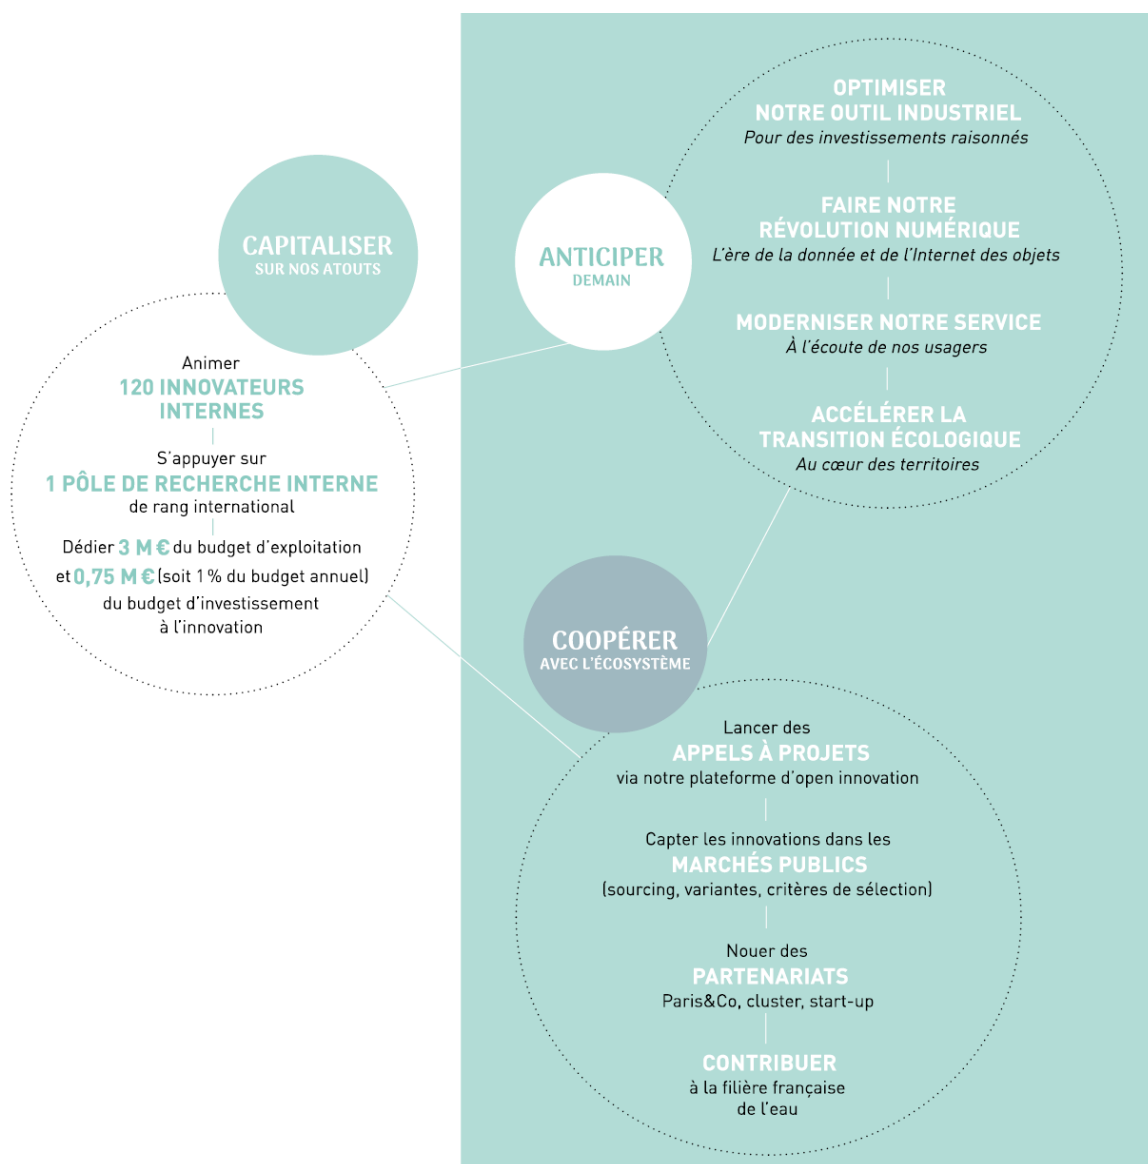 CAPITALISER
SUR NOS ATOUTS
Animer
120 INNOVATEURS
INTERNES
S'appuyer sur
1 PÔLE DE RECHERCHE INTERNE
de rang international
Dédier 3 M € du budget d'exploitation
et 0,75 M € (soit 1 % du budget annuel)
du budget d'investissement
à l'innovation
ANTICIPER
DEMAIN
OPTIMISER
NOTRE OUTIL INDUSTRIEL
Pour des investissements raisonnés
FAIRE NOTRE
RÉVOLUTION NUMÉRIQUE
L'ère de la donnée et de l'Internet des objets
MODERNISER NOTRE SERVICE
À l'écoute de nos usagers
ACCÉLÉRER LA
TRANSITION ÉCOLOGIQUE
Au cœur des territoires
COOPÉRER
AVEC L'ÉCOSYSTÈME
Lancer des
APPELS À PROJETS
via notre plateforme d'open innovation
Capter les innovations dans les
MARCHÉS PUBLICS
(sourcing, variantes, critères de sélection)
Nouer des
PARTENARIATS
Paris&Co, cluster, start-up
CONTRIBUER
à la filière française
de l'eau